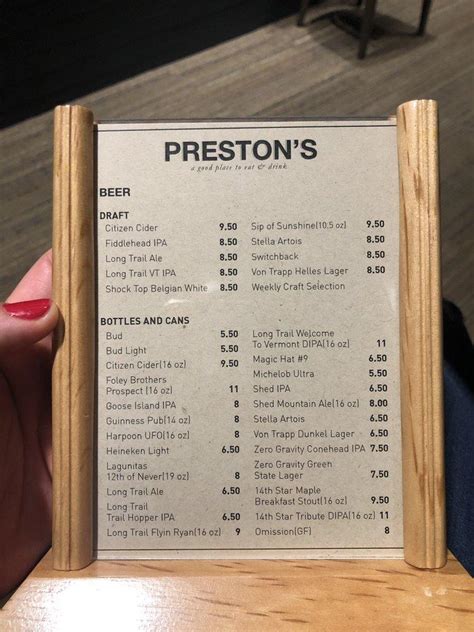 PRESTON'S
a good place to eat & drink
BEER
DRAFT
Citizen Cider 9.50
Fiddlehead IPA 8.50
Long Trail Ale 8.50
Long Trail VT IPA 8.50
Shock Top Belgian White 8.50
Sip of Sunshine(10.5 oz) 9.50
Stella Artois 8.50
Switchback 8.50
Von Trapp Helles Lager 8.50
Weekly Craft Selection
BOTTLES AND CANS
Bud 5.50
Bud Light 5.50
Citizen Cider(16 oz) 9.50
Foley Brothers
Prospect (16 oz) 11
Goose Island IPA 8
Guinness Pub(14 oz) 8
Harpoon UFO(16 oz) 8
Heineken Light 6.50
Lagunitas
12th of Never(19 oz) 8
Long Trail Ale 6.50
Long Trail
Trail Hopper IPA 6.50
Long Trail Flyin Ryan(16 oz) 9
Long Trail Welcome
To Vermont DIPA(16 oz) 11
Magic Hat #9 6.50
Michelob Ultra 5.50
Shed IPA 6.50
Shed Mountain Ale(16 oz) 8.00
Stella Artois 6.50
Von Trapp Dunkel Lager 6.50
Zero Gravity Conehead IPA 7.50
Zero Gravity Green
State Lager 7.50
14th Star Maple
Breakfast Stout(16 oz) 9.50
14th Star Tribute DIPA(16 oz) 11
Omission(GF) 8